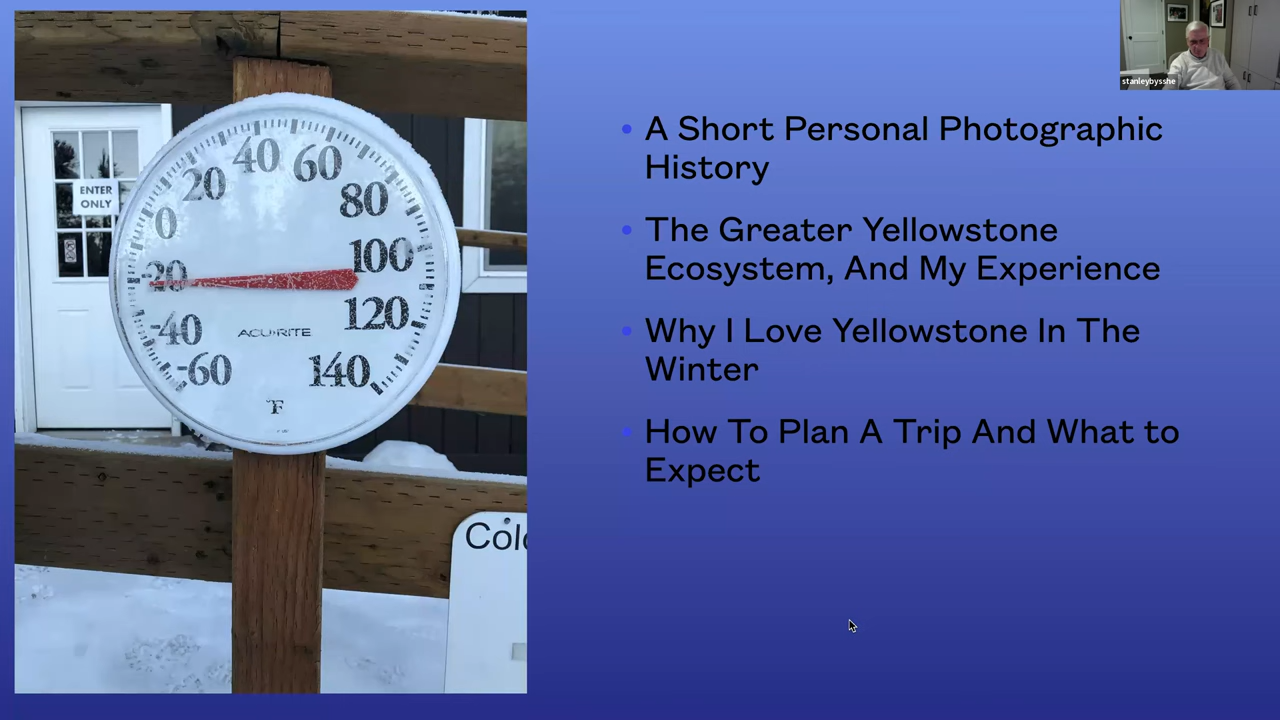 ENTER
ONLY
40
60
20
80
0
100
-20
120
-40
ACU RITE
-60
140
°F
Col
• A Short Personal Photographic
History
• The Greater Yellowstone
Ecosystem, And My Experience
• Why I Love Yellowstone In The
Winter
• How To Plan A Trip And What to
Expect
stanleybysshe